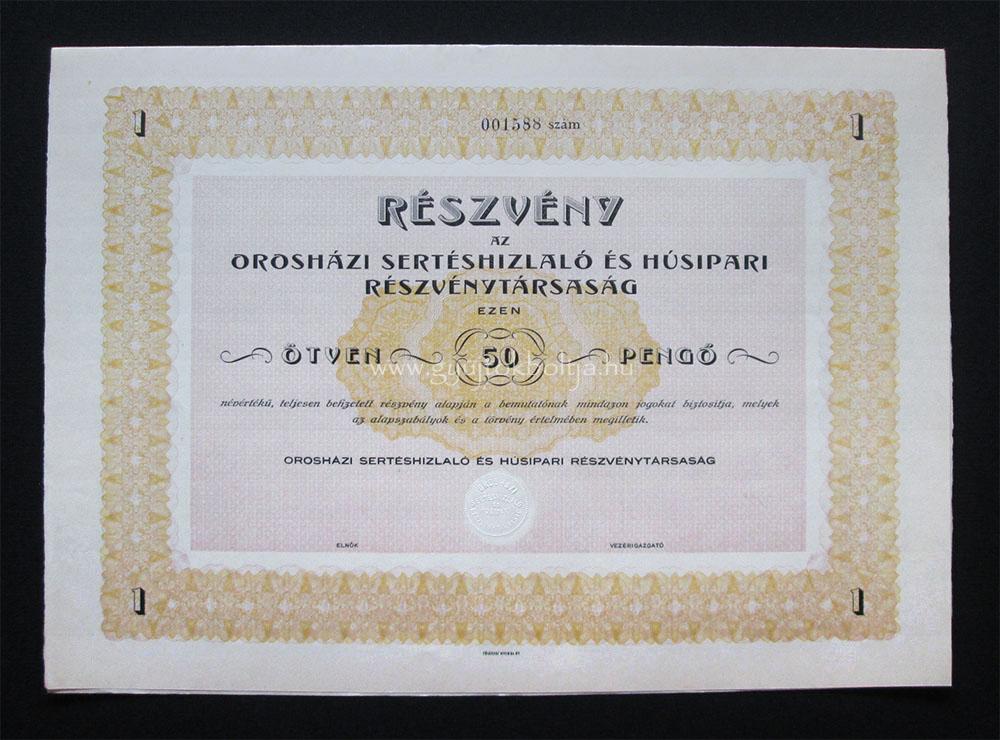 1
001588 szám
1
RÉSZVÉNY
AZ
OROSHÁZI SERTÉSHIZLALÓ ÉS HÚSIPARI
RÉSZVÉNYTÁRSASÁG
EZEN
ÖTVEN 50 PENGŐ
www.gyujtokboltja.hu
névértékű, teljesen befizetett részvény alapján a bemutatónak mindazon jogokat biztosítja, melyek
az alapszabályok és a törvény értelmében megilletik.
OROSHÁZI SERTÉSHIZLALÓ ÉS HÚSIPARI RÉSZVÉNYTÁRSASÁG
ELNÖK VEZÉRIGAZGATÓ
1
1